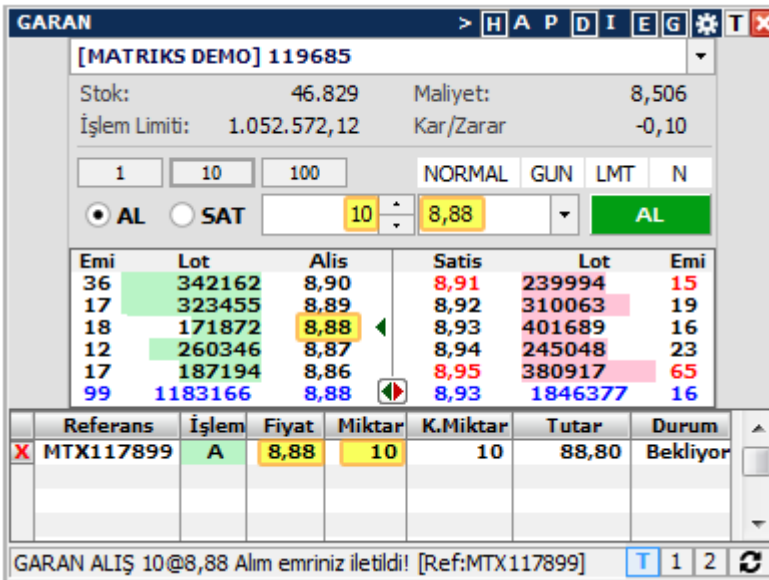 GARAN > H A P D I E G T X
[MATRIKS DEMO] 119685
Stok: 46.829 Maliyet: 8,506
İşlem Limiti: 1.052.572,12 Kar/Zarar -0,10
1 10 100 NORMAL GUN LMT N
AL SAT 10 8,88 AL
Emi Lot Alis Satis Lot Emi
36 342162 8,90 8,91 239994 15
17 323455 8,89 8,92 310063 19
18 171872 8,88 8,93 401689 16
12 260346 8,87 8,94 245048 23
17 187194 8,86 8,95 380917 65
99 1183166 8,88 8,93 1846377 16
Referans İşlem Fiyat Miktar K.Miktar Tutar Durum
X MTX117899 A 8,88 10 10 88,80 Bekliyor
GARAN ALIŞ 10@8,88 Alım emriniz iletildi! [Ref:MTX117899] T 1 2